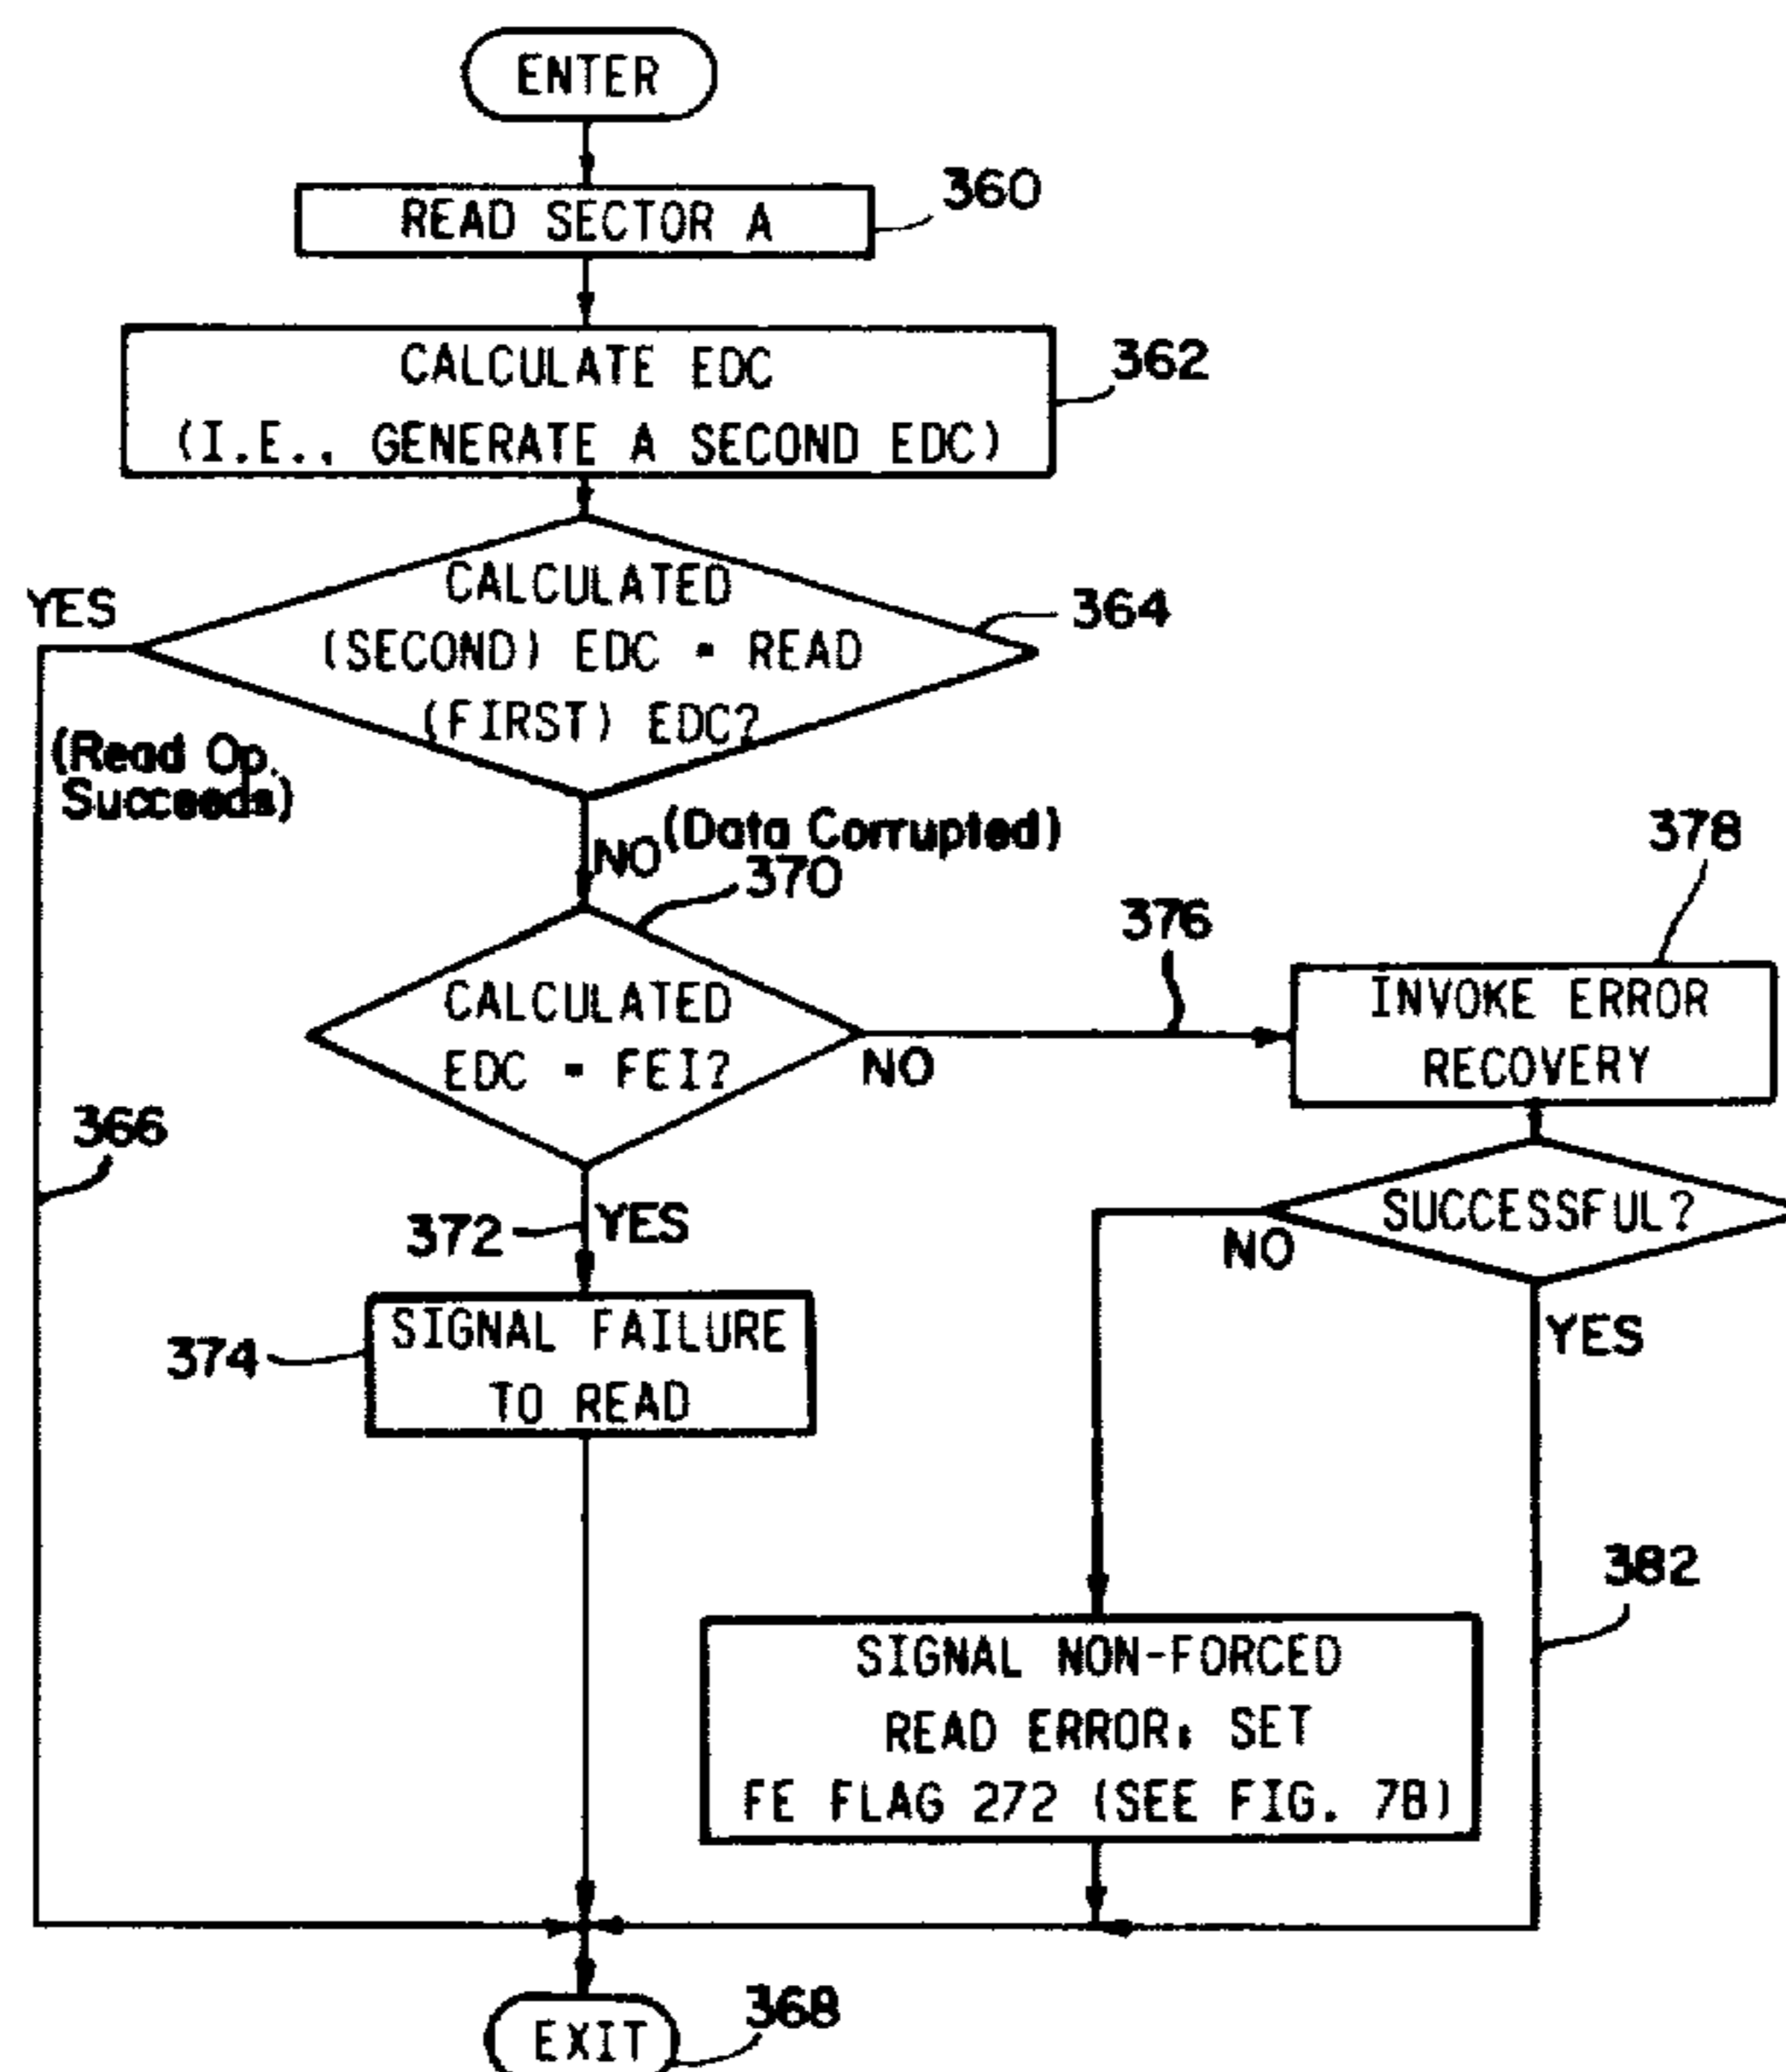 ENTER
READ SECTOR A
360
CALCULATE EDC
(I.E., GENERATE A SECOND EDC)
362
YES
CALCULATED
(SECOND) EDC = READ
(FIRST) EDC?
364
(Read Op.
Succeeds)
NO
(Data Corrupted)
370
CALCULATED
EDC = FEI?
NO
376
378
INVOKE ERROR
RECOVERY
366
372
YES
SUCCESSFUL?
NO
YES
374
SIGNAL FAILURE
TO READ
382
SIGNAL NON-FORCED
READ ERROR; SET
FE FLAG 272 (SEE FIG. 7B)
EXIT
368